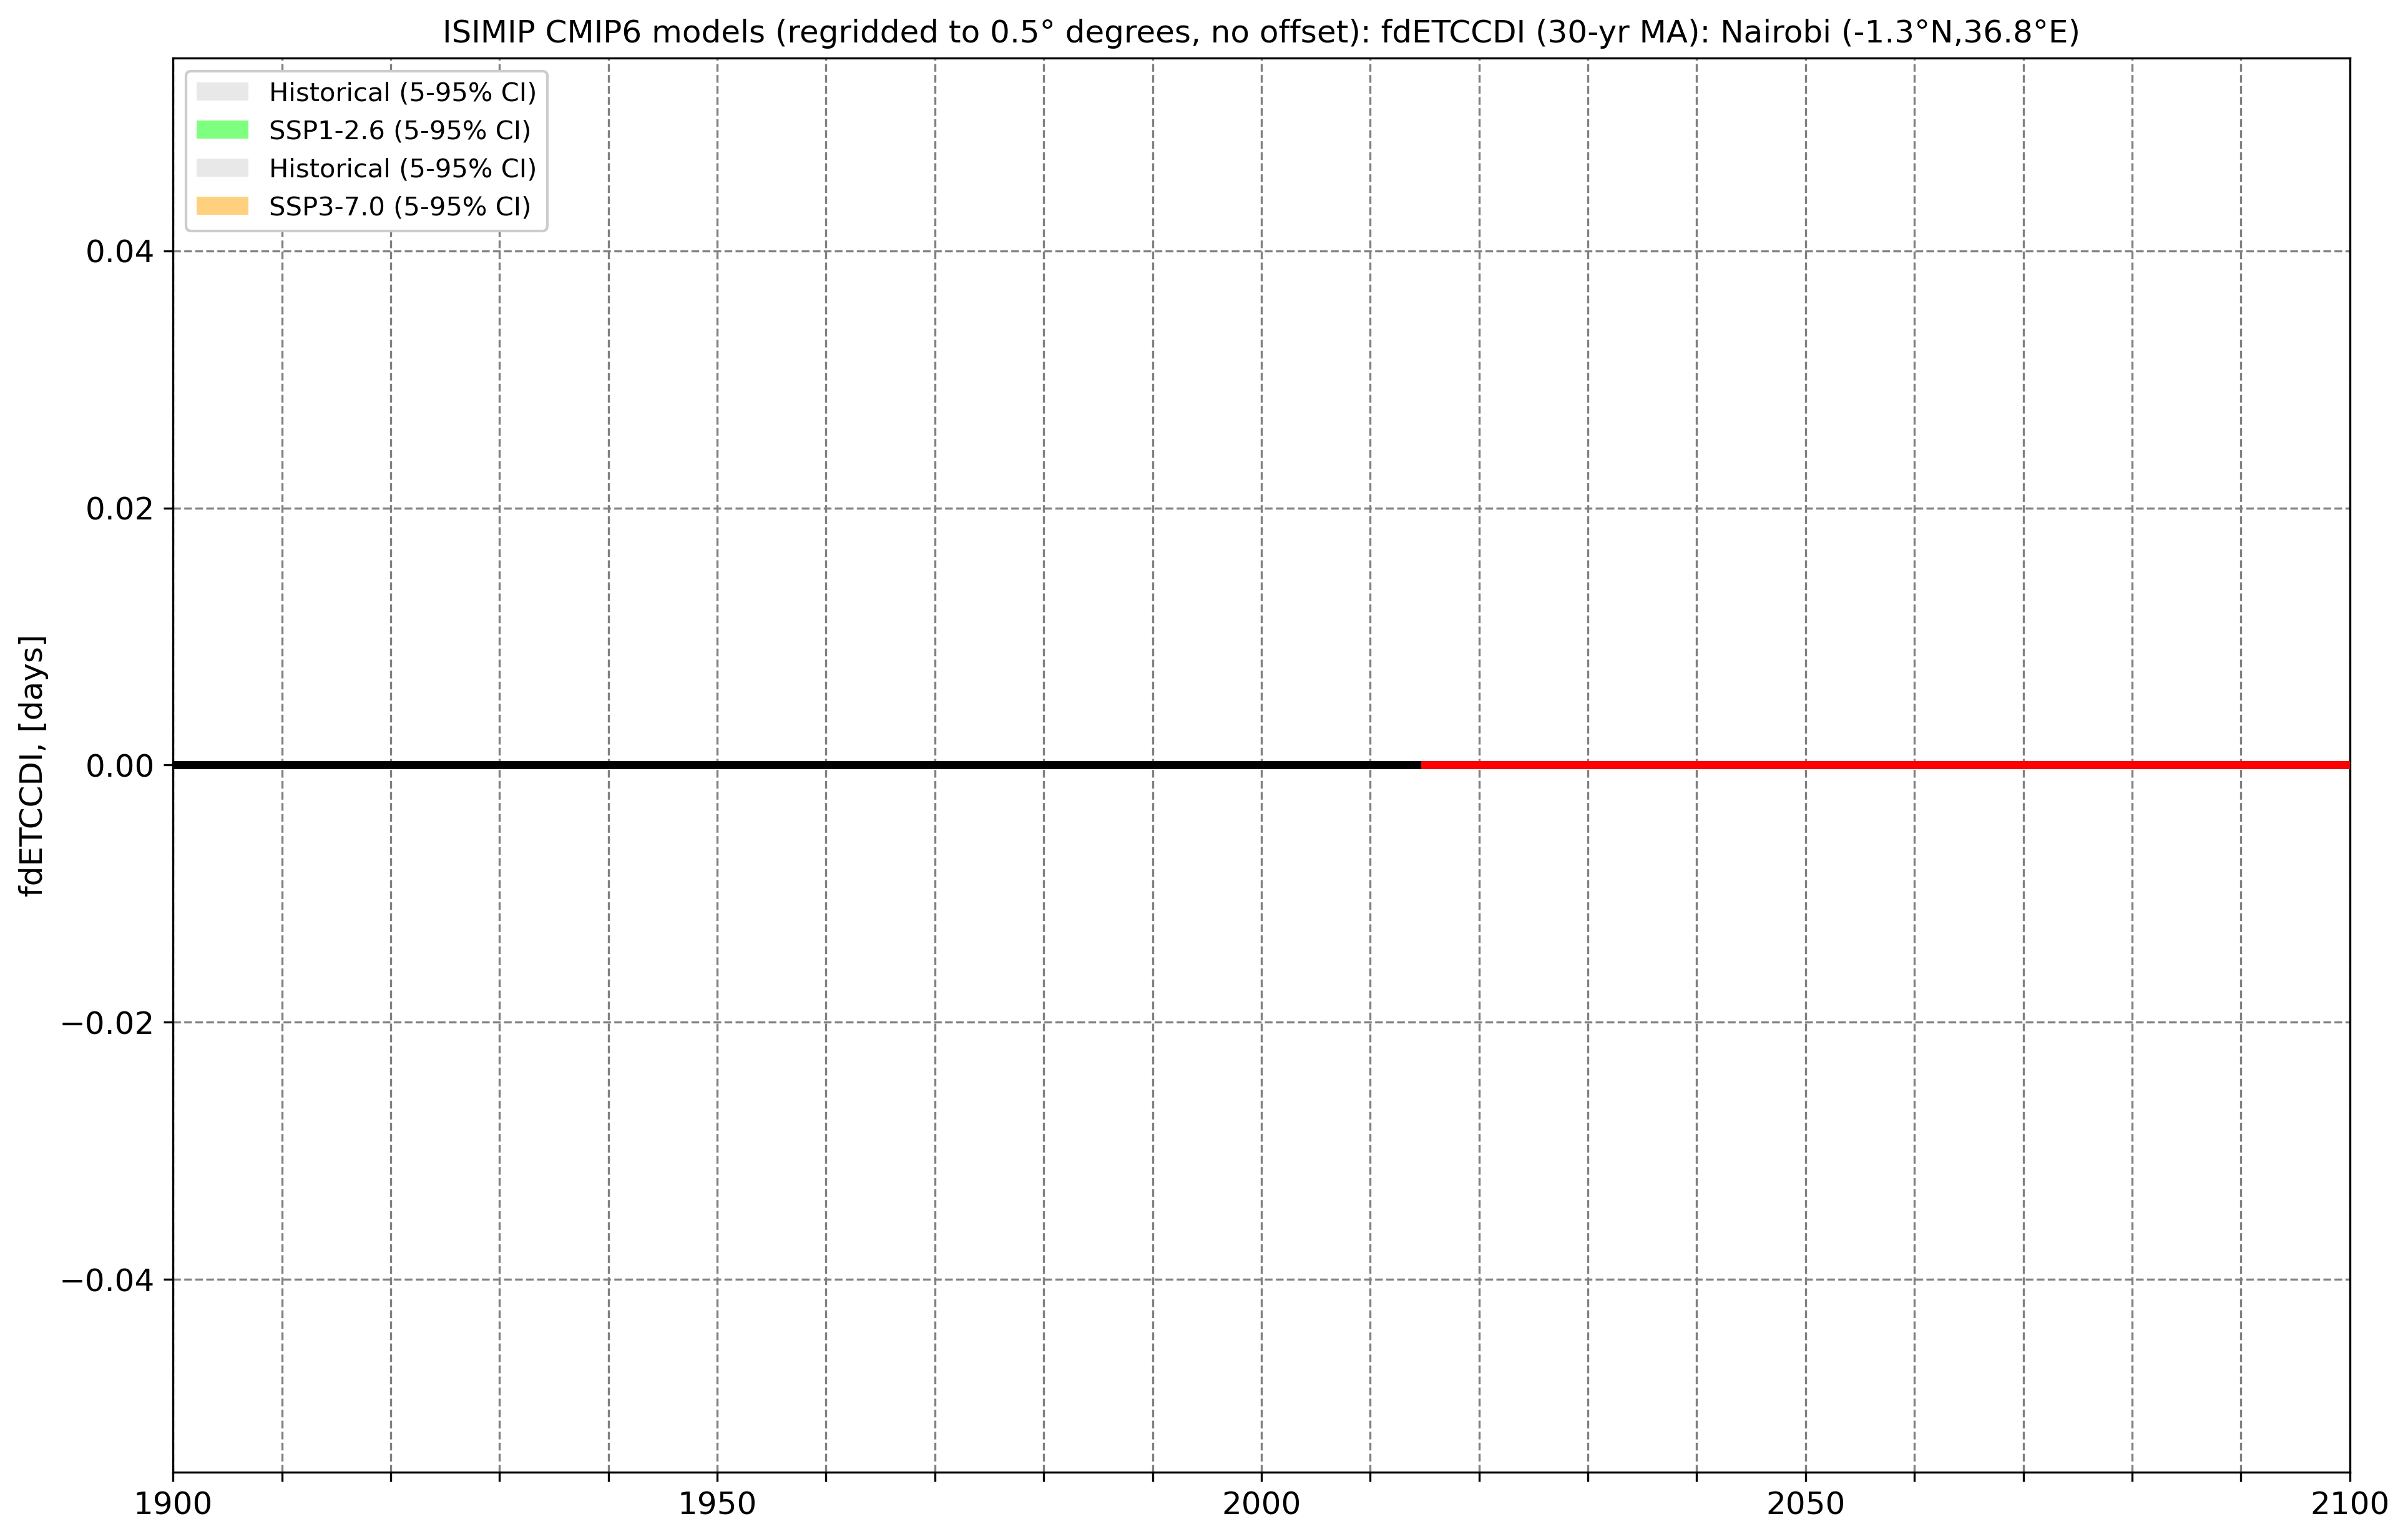 ISIMIP CMIP6 models (regridded to 0.5° degrees, no offset): fdETCCDI (30-yr MA): Nairobi (-1.3°N,36.8°E)
Historical (5-95% CI)
SSP1-2.6 (5-95% CI)
Historical (5-95% CI)
SSP3-7.0 (5-95% CI)
0.04
0.02
0.00
−0.02
−0.04
fdETCCDI, [days]
1900 1950 2000 2050 2100